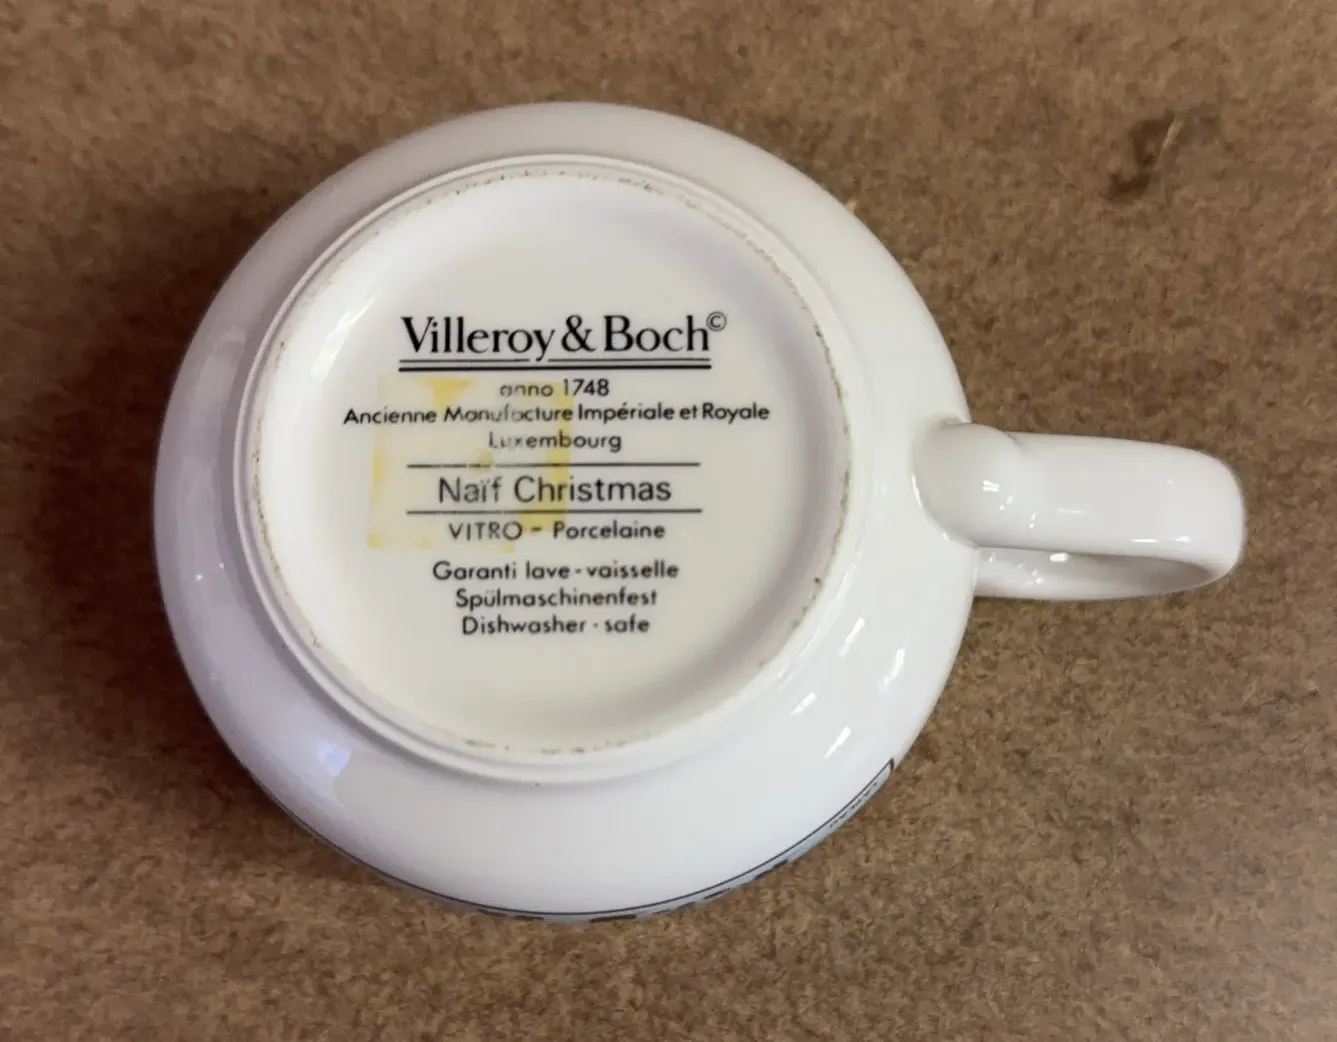 Villeroy & Boch©
anno 1748
Ancienne Manufacture Impériale et Royale
Luxembourg
Naïf Christmas
VITRO - Porcelaine
Garanti lave-vaisselle
Spülmaschinenfest
Dishwasher-safe